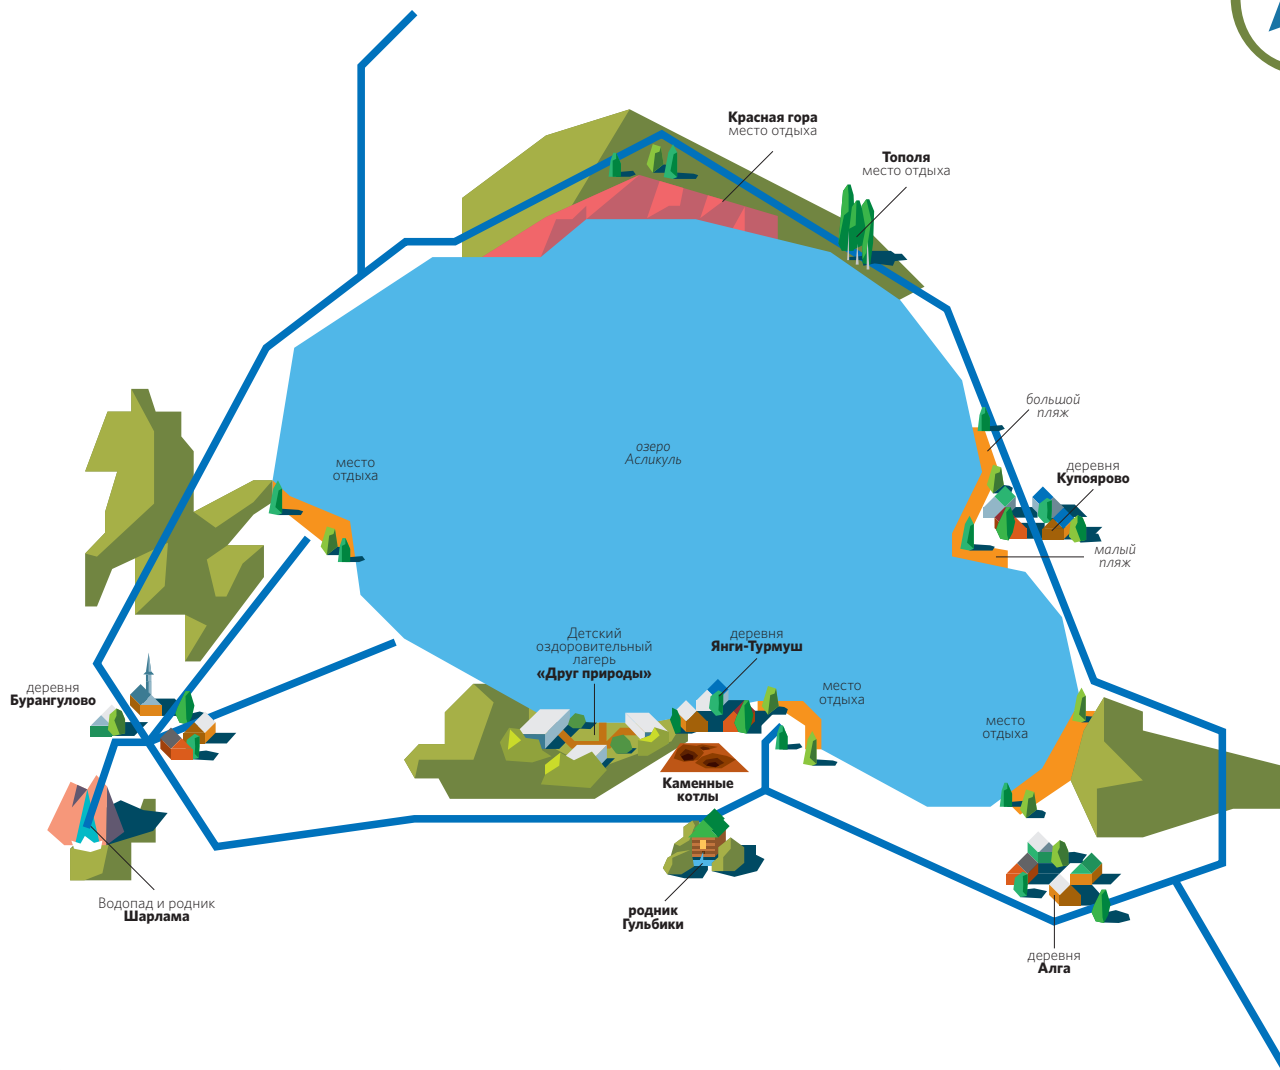 Красная гора
место отдыха
Тополя
место отдыха
большой
пляж
озеро
Асликуль
место
отдыха
деревня
Купоярово
малый
пляж
Детский
оздоровительный
лагерь
«Друг природы»
деревня
Янги-Турмуш
деревня
Бурангулово
место
отдыха
место
отдыха
Каменные
котлы
Водопад и родник
Шарлама
родник
Гульбики
деревня
Алга